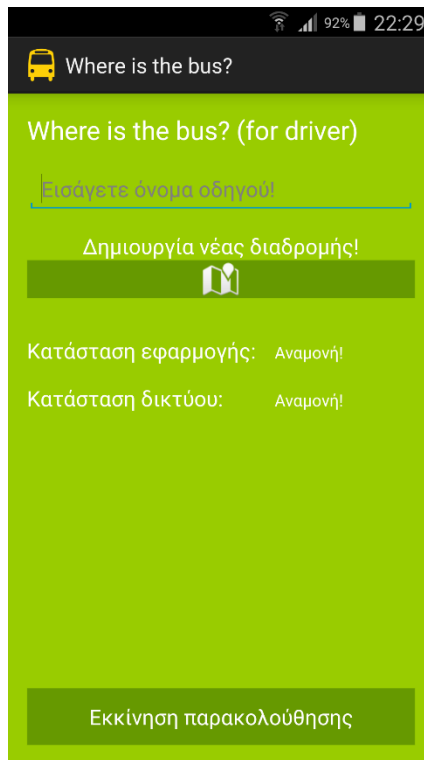 92% 22:29
Where is the bus?
Where is the bus? (for driver)
Εισάγετε όνομα οδηγού!
Δημιουργία νέας διαδρομής!
Κατάσταση εφαρμογής: Αναμονή!
Κατάσταση δικτύου: Αναμονή!
Εκκίνηση παρακολούθησης